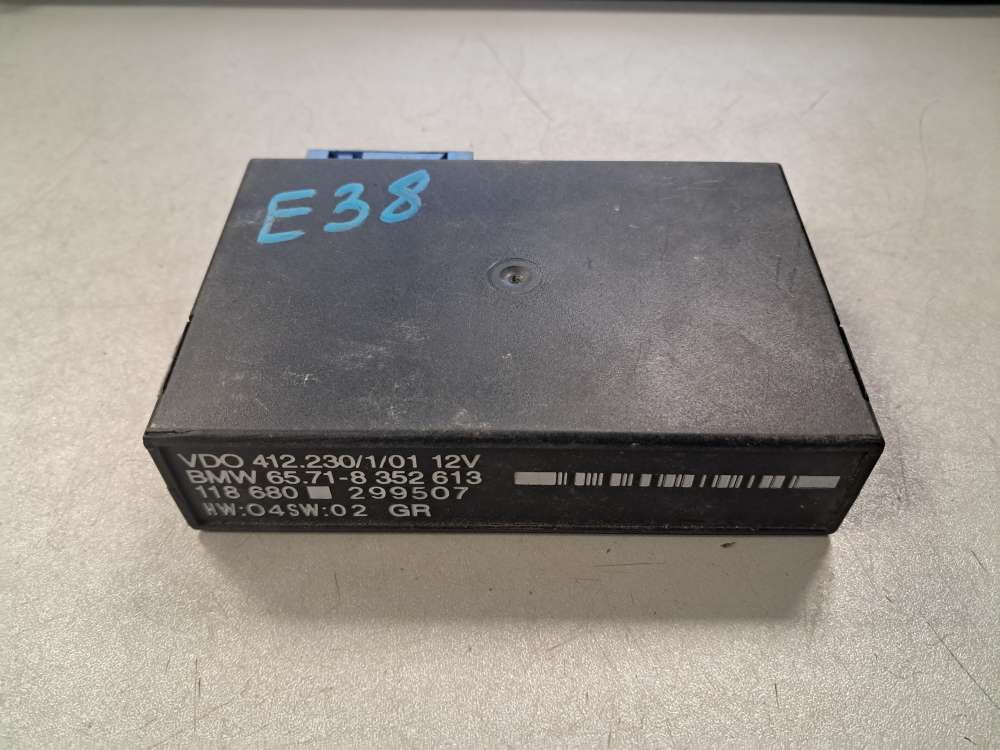 E38
VDO 412.230/1/01 12V
BMW 65.71-8 352 613
118 680 299507
HW:04SW:02 GR